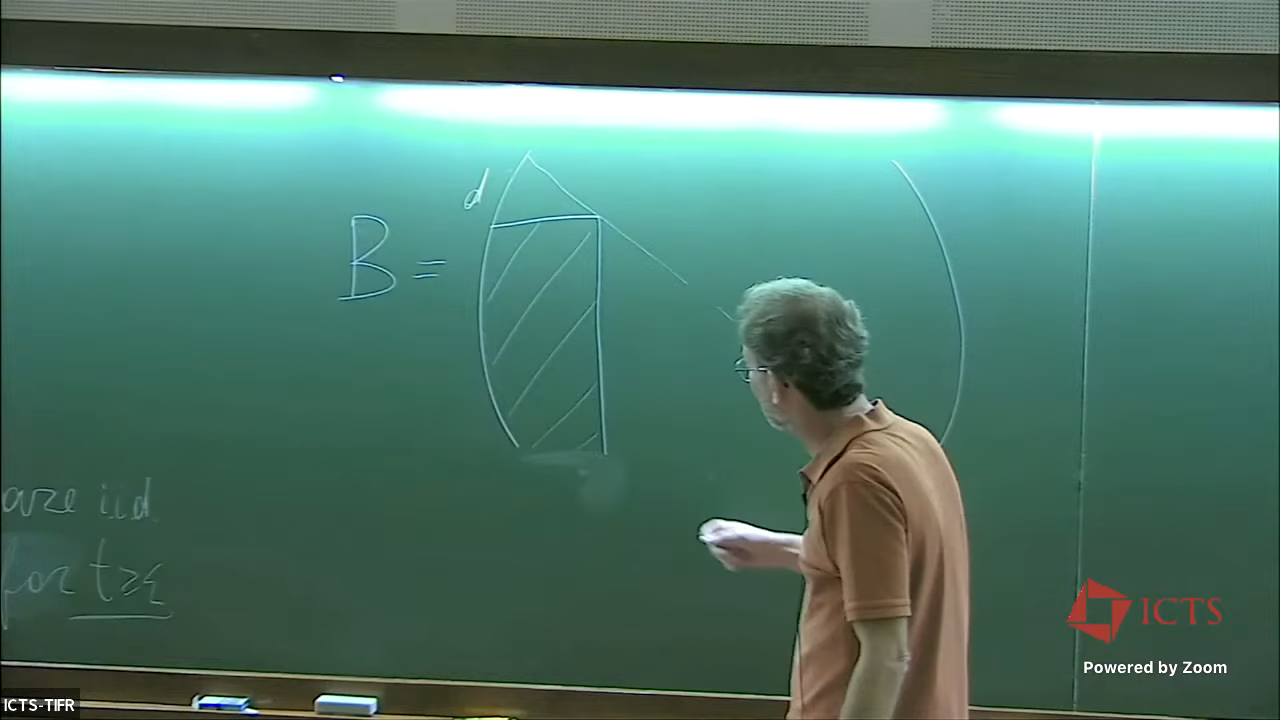 d
B =
are iid
for t≥ε
ICTS
Powered by Zoom
ICTS-TIFR